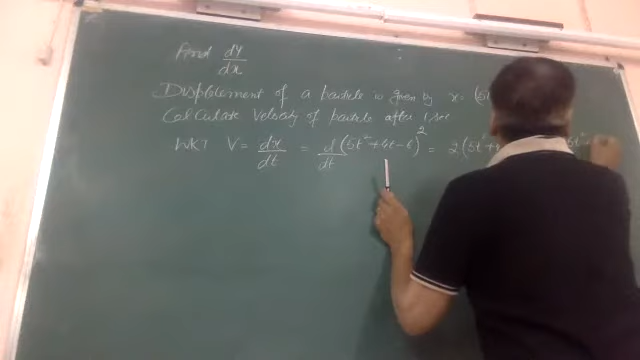 Find dy/dx
Displacement of a particle is given by x = (5t
Calculate Velocity of particle after 1 sec
WKT V = dx/dt = d/dt (5t² + 4t - 6)² = 2 (5t² +